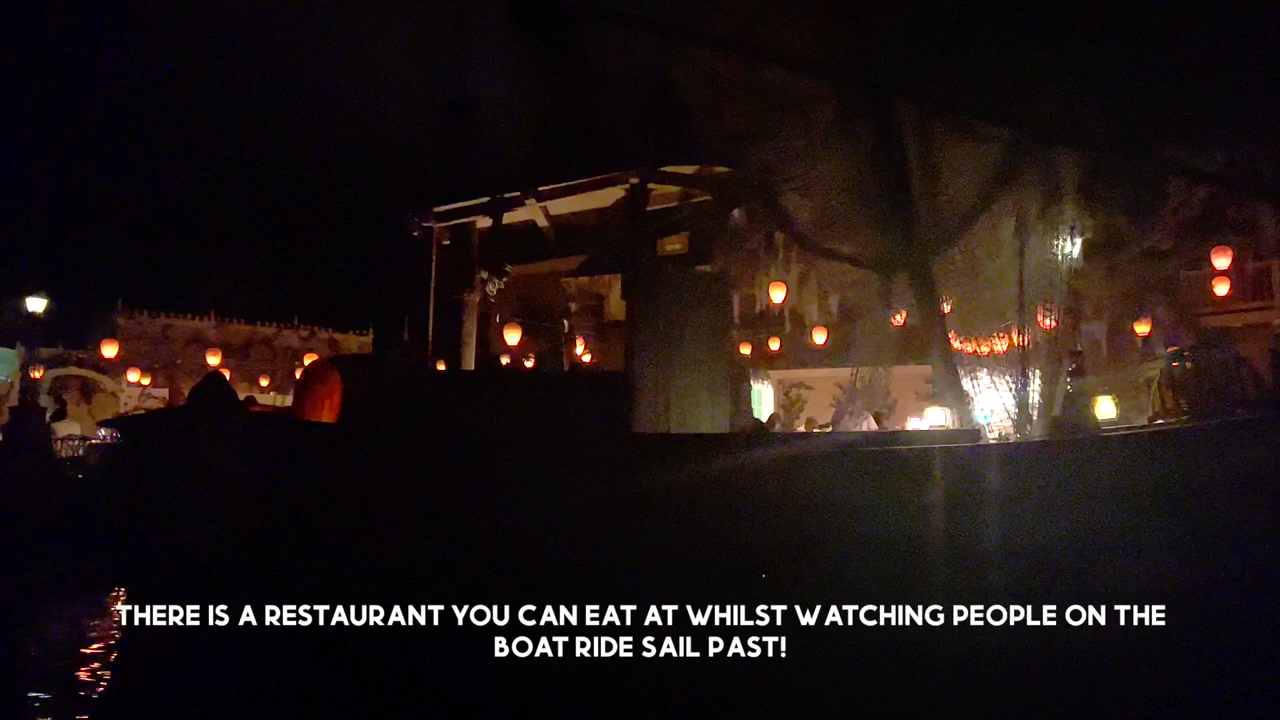 THERE IS A RESTAURANT YOU CAN EAT AT WHILST WATCHING PEOPLE ON THE
BOAT RIDE SAIL PAST!